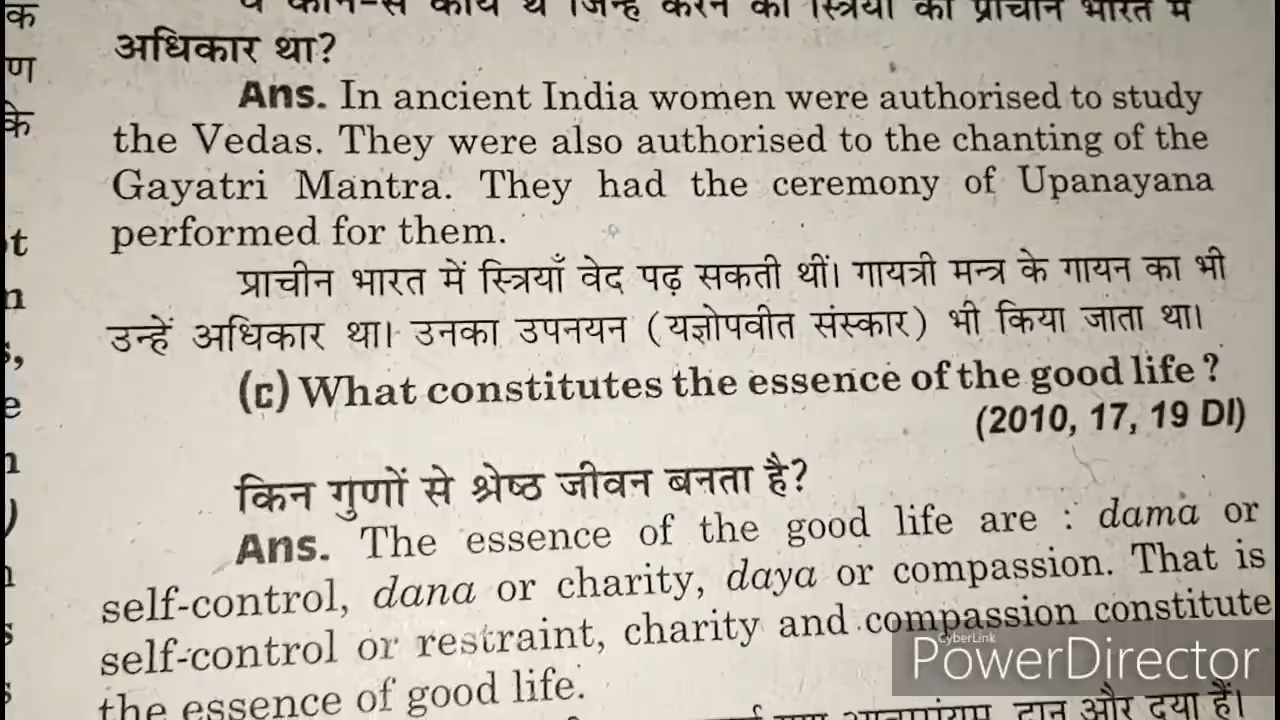 क
ण
के
t
n
s,
e
n
)
n
s
s
ये कौन-से कार्य थे जिन्हें करने का स्त्रियों को प्राचीन भारत में
अधिकार था?
Ans. In ancient India women were authorised to study
the Vedas. They were also authorised to the chanting of the
Gayatri Mantra. They had the ceremony of Upanayana
performed for them.
प्राचीन भारत में स्त्रियाँ वेद पढ़ सकती थीं। गायत्री मन्त्र के गायन का भी
उन्हें अधिकार था। उनका उपनयन (यज्ञोपवीत संस्कार) भी किया जाता था।
(c) What constitutes the essence of the good life ?
(2010, 17, 19 DI)
किन गुणों से श्रेष्ठ जीवन बनता है?
Ans. The essence of the good life are : dama or
self-control, dana or charity, daya or compassion. That is
self-control or restraint, charity and compassion constitute
the essence of good life.
दान और दया हैं।
CyberLink
PowerDirector